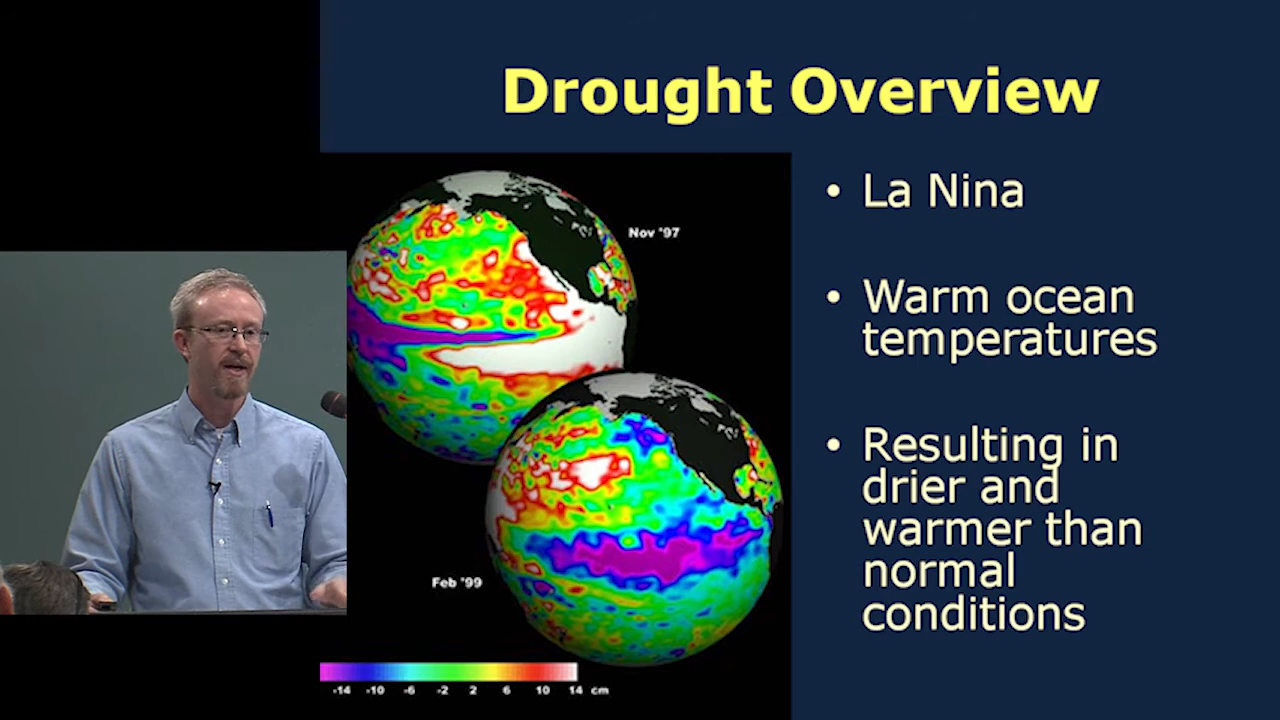 Drought Overview
Nov '97
Feb '99
-14 -10 -6 -2 2 6 10 14 cm
• La Nina
• Warm ocean
temperatures
• Resulting in
drier and
warmer than
normal
conditions